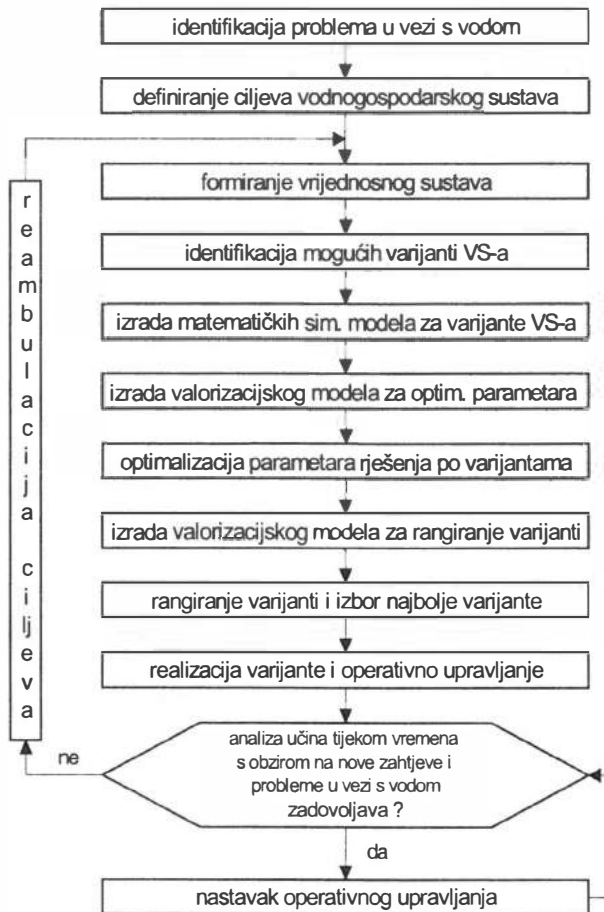 identifikacija problema u vezi s vodom
definiranje ciljeva vodnogospodarskog sustava
formiranje vrijednosnog sustava
identifikacija mogućih varijanti VS-a
izrada matematičkih sim. modela za varijante VS-a
izrada valorizacijskog modela za optim. parametara
optimalizacija parametara rješenja po varijantama
izrada valorizacijskog modela za rangiranje varijanti
rangiranje varijanti i izbor najbolje varijante
realizacija varijante i operativno upravljanje
analiza učina tijekom vremena
s obzirom na nove zahtjeve i
probleme u vezi s vodom
zadovoljava ?
ne
da
nastavak operativnog upravljanja
reambulacija ciljeva